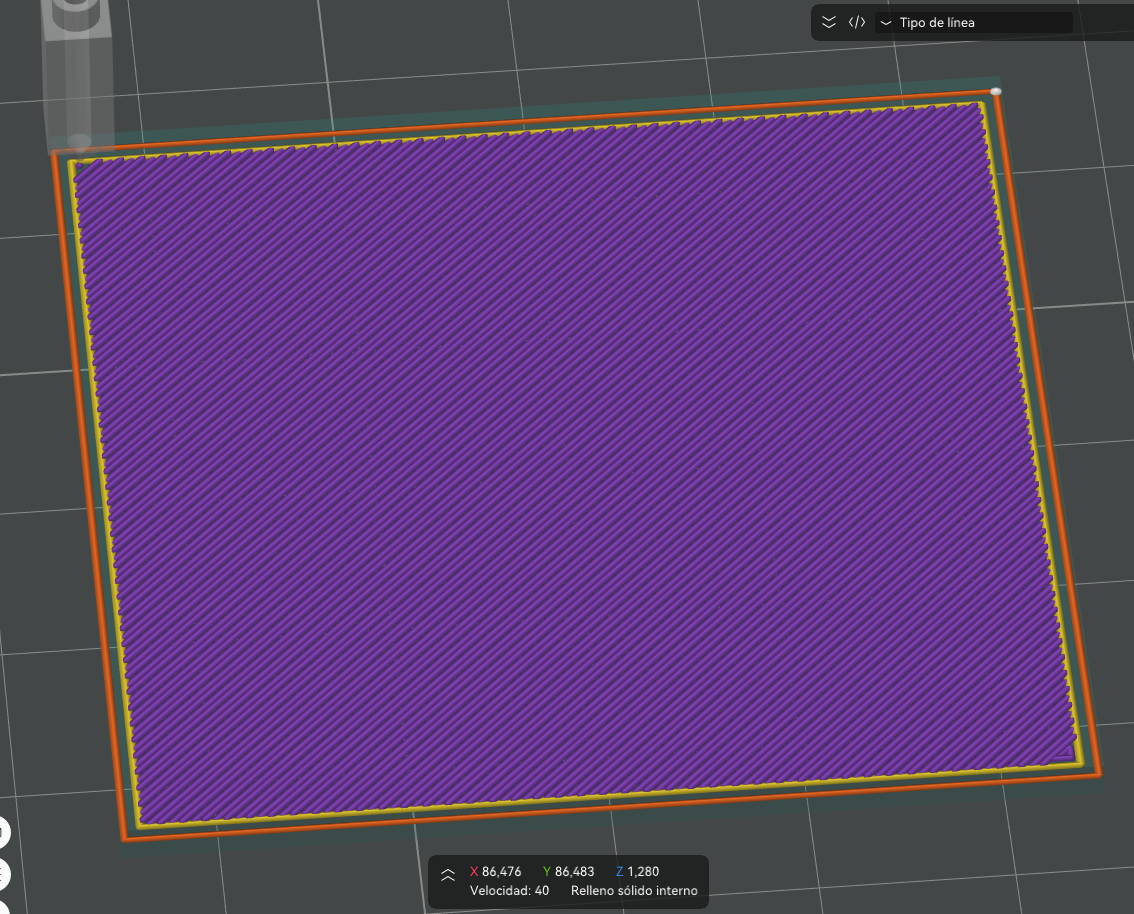 Tipo de línea
X 86,476 Y 86,483 Z 1,280
Velocidad: 40 Relleno sólido interno